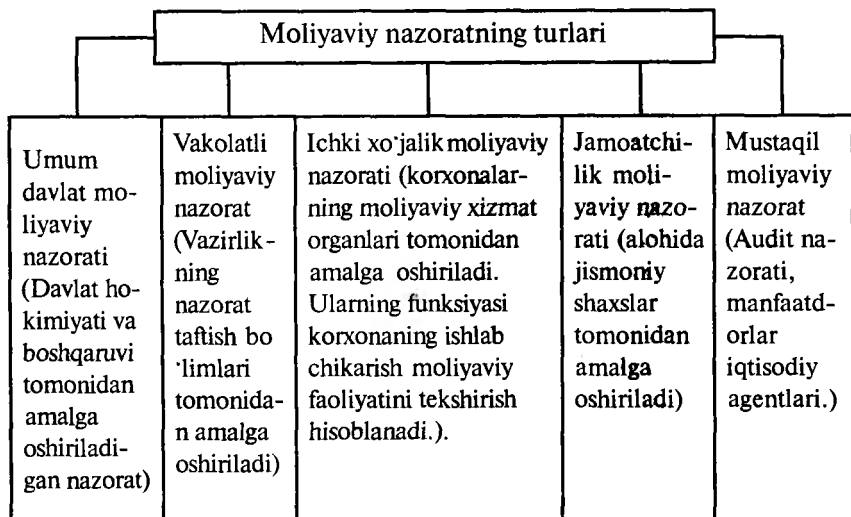 Moliyaviy nazoratning turlari
Umum
davlat mo-
liyaviy
nazorati
(Davlat ho-
kimiyati va
boshqaruvi
tomonidan
amalga
oshiriladi-
gan nazorat)
Vakolatli
moliyaviy
nazorat
(Vazirlik-
ning
nazorat
taftish bo
'limlari
tomonida-
n amalga
oshiriladi)
Ichki xo'jalik moliyaviy
nazorati (korxonalar-
ning moliyaviy xizmat
organlari tomonidan
amalga oshiriladi.
Ularning funksiyasi
korxonaning ishlab
chikarish moliyaviy
faoliyatini tekshirish
hisoblanadi.).
Jamoatchi-
lik moli-
yaviy nazo-
rati (alohida
jismoniy
shaxslar
tomonidan
amalga
oshiriladi)
Mustaqil
moliyaviy
nazorat
(Audit na-
zorati,
manfaatd-
orlar
iqtisodiy
agentlari.)